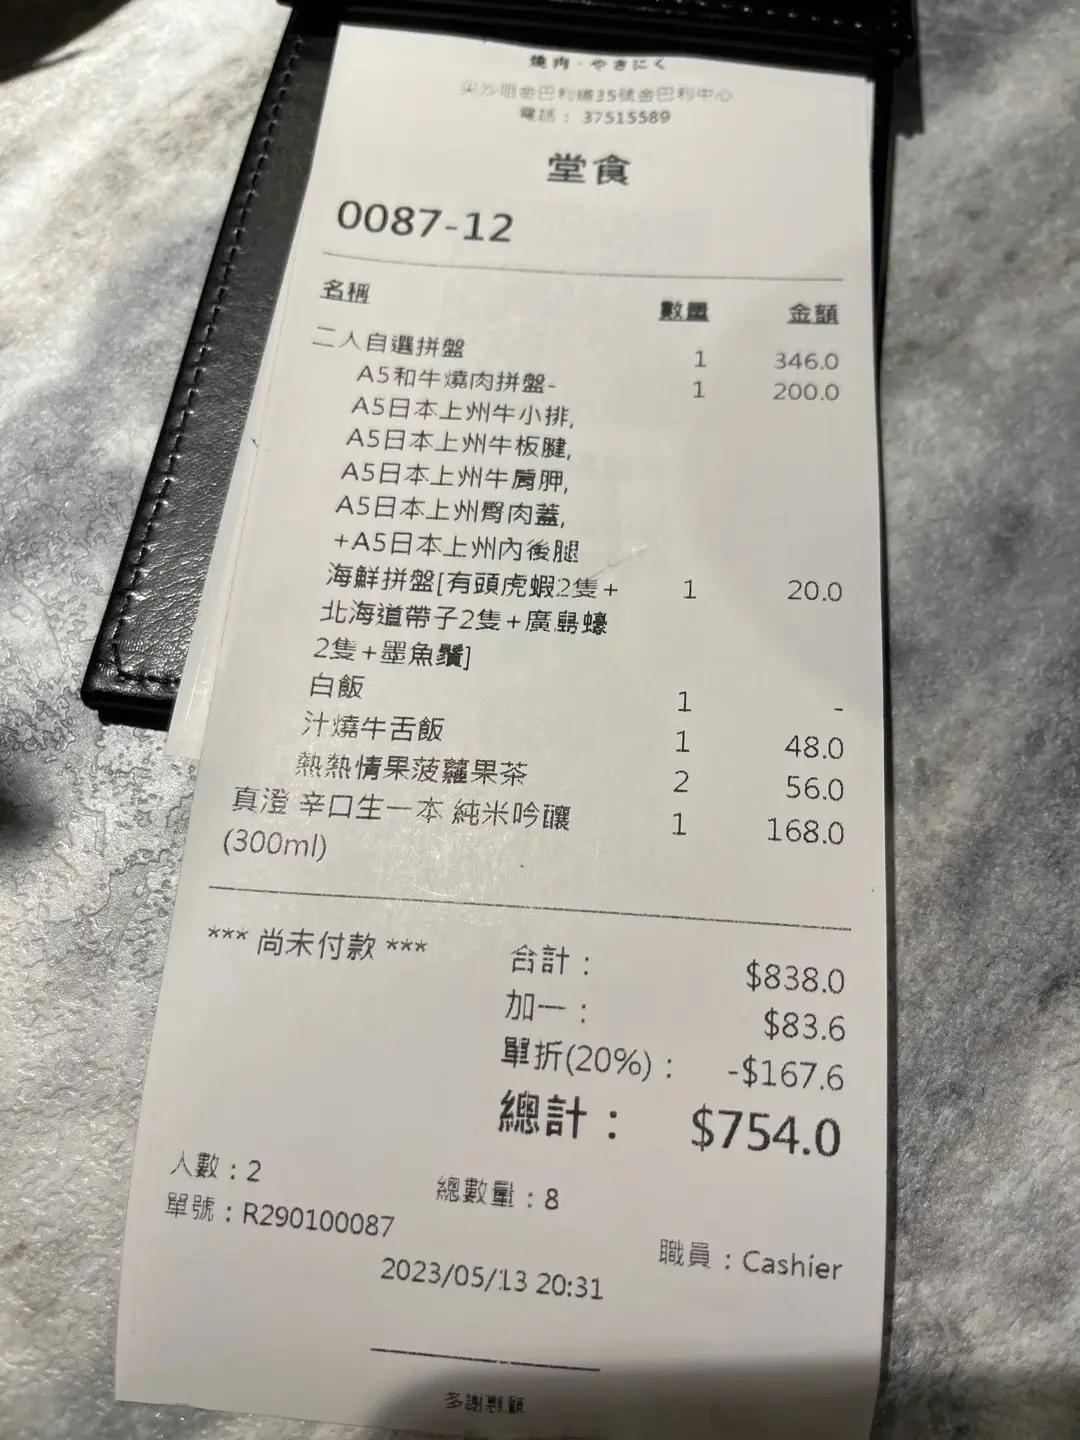 燒肉·やきにく
尖沙咀金巴利道35號金巴利中心
電話: 37515589
堂食
0087-12
名稱 數量 金額
二人自選拼盤 1 346.0
A5和牛燒肉拼盤- 1 200.0
A5日本上州牛小排,
A5日本上州牛板腱,
A5日本上州牛肩胛,
A5日本上州臀肉蓋,
+A5日本上州內後腿
海鮮拼盤[有頭虎蝦2隻+ 1 20.0
北海道帶子2隻+廣島蠔
2隻+墨魚鬚]
白飯 1 -
汁燒牛舌飯 1 48.0
熱熱情果菠蘿果茶 2 56.0
真澄 辛口生一本 純米吟釀 1 168.0
(300ml)
*** 尚未付款 ***
合計: $838.0
加一: $83.6
單折(20%): -$167.6
總計: $754.0
人數:2
總數量:8
單號:R290100087
職員:Cashier
2023/05/13 20:31
多謝惠顧